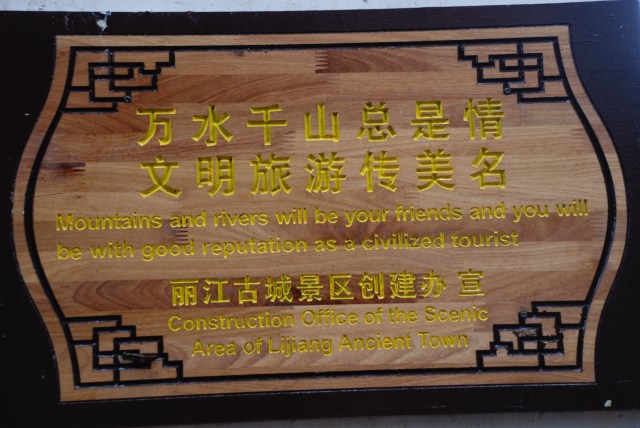 万水千山总是情
文明旅游传美名
Mountains and rivers will be your friends and you will
be with good reputation as a civilized tourist
丽江古城景区创建办 宣
Construction Office of the Scenic
Area of Lijiang Ancient Town